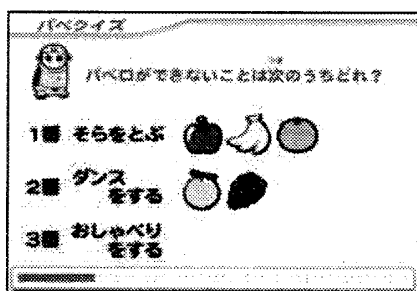 パペクイズ
パペロができないことは次のうちどれ?
つぎ
1番 そらをとぶ
2番 ダンス
をする
3番 おしゃべり
をする